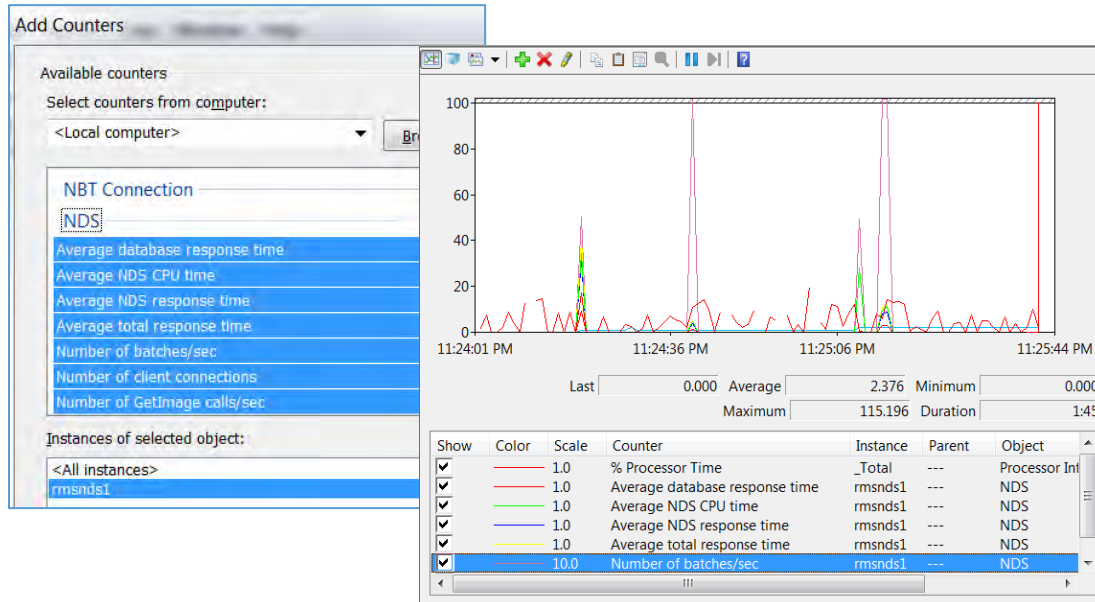 Add Counters
Available counters
Select counters from computer:
<Local computer>
Br
NBT Connection
NDS
Average database response time
Average NDS CPU time
Average NDS response time
Average total response time
Number of batches/sec
Number of client connections
Number of GetImage calls/sec
Instances of selected object:
<All instances>
rmsnds1
100
80
60
40
20
0
11:24:01 PM 11:24:36 PM 11:25:06 PM 11:25:44 PM
Last 0.000 Average 2.376 Minimum 0.000
Maximum 115.196 Duration 1:45
Show Color Scale Counter Instance Parent Object
1.0 % Processor Time _Total --- Processor Inf
1.0 Average database response time rmsnds1 --- NDS
1.0 Average NDS CPU time rmsnds1 --- NDS
1.0 Average NDS response time rmsnds1 --- NDS
1.0 Average total response time rmsnds1 --- NDS
10.0 Number of batches/sec rmsnds1 --- NDS